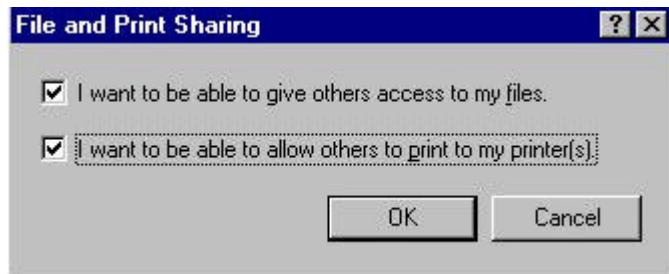 File and Print Sharing
I want to be able to give others access to my files.
I want to be able to allow others to print to my printer(s).
OK Cancel